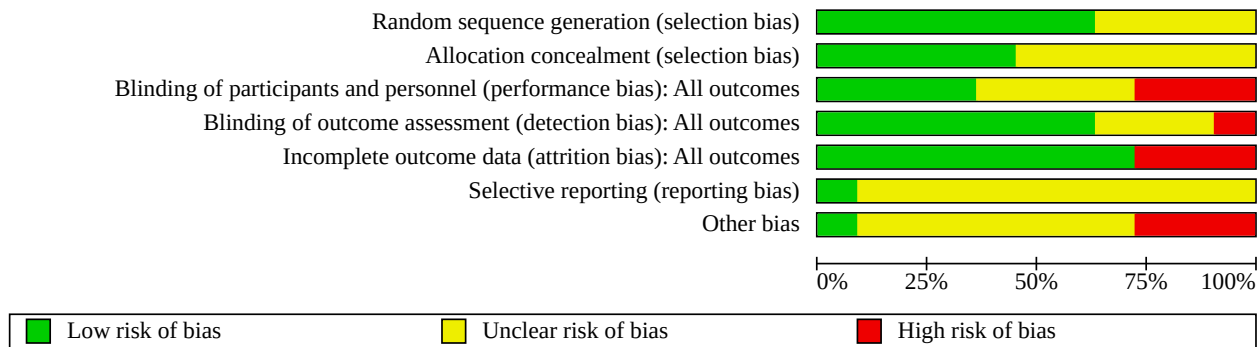 Random sequence generation (selection bias)
Allocation concealment (selection bias)
Blinding of participants and personnel (performance bias): All outcomes
Blinding of outcome assessment (detection bias): All outcomes
Incomplete outcome data (attrition bias): All outcomes
Selective reporting (reporting bias)
Other bias
0% 25% 50% 75% 100%
Low risk of bias Unclear risk of bias High risk of bias